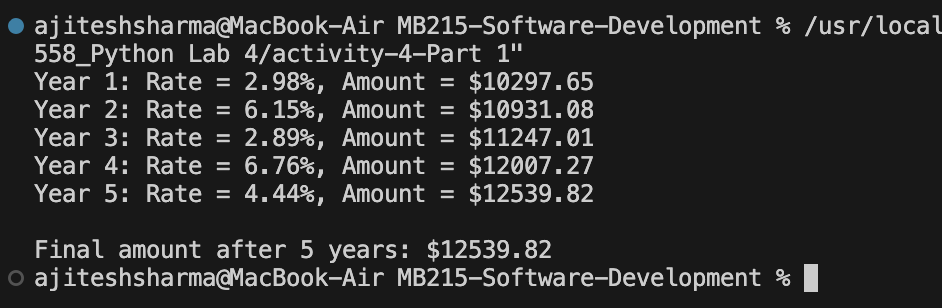 ajiteshsharma@MacBook-Air MB215-Software-Development % /usr/local
558_Python Lab 4/activity-4-Part 1"
Year 1: Rate = 2.98%, Amount = $10297.65
Year 2: Rate = 6.15%, Amount = $10931.08
Year 3: Rate = 2.89%, Amount = $11247.01
Year 4: Rate = 6.76%, Amount = $12007.27
Year 5: Rate = 4.44%, Amount = $12539.82
Final amount after 5 years: $12539.82
ajiteshsharma@MacBook-Air MB215-Software-Development %